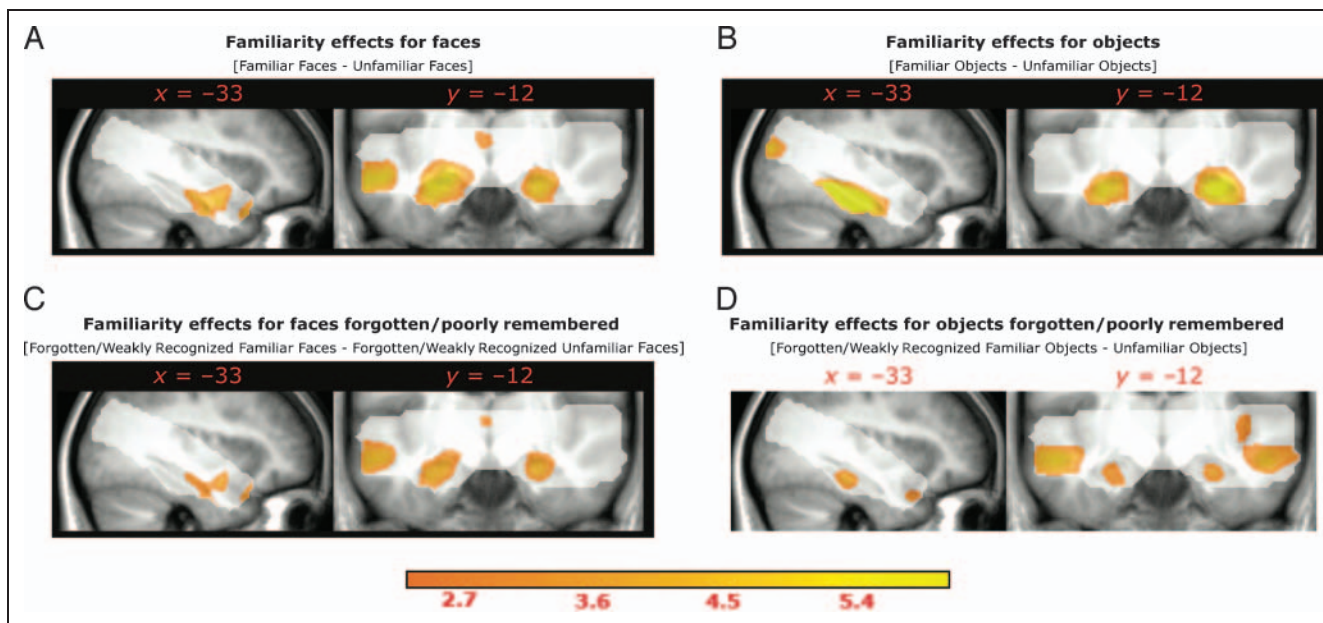 A
Familiarity effects for faces
[Familiar Faces - Unfamiliar Faces]
x = –33
y = –12
B
Familiarity effects for objects
[Familiar Objects - Unfamiliar Objects]
x = –33
y = –12
C
Familiarity effects for faces forgotten/poorly remembered
[Forgotten/Weakly Recognized Familiar Faces - Forgotten/Weakly Recognized Unfamiliar Faces]
x = –33
y = –12
D
Familiarity effects for objects forgotten/poorly remembered
[Forgotten/Weakly Recognized Familiar Objects - Unfamiliar Objects]
x = –33
y = –12
2.7 3.6 4.5 5.4